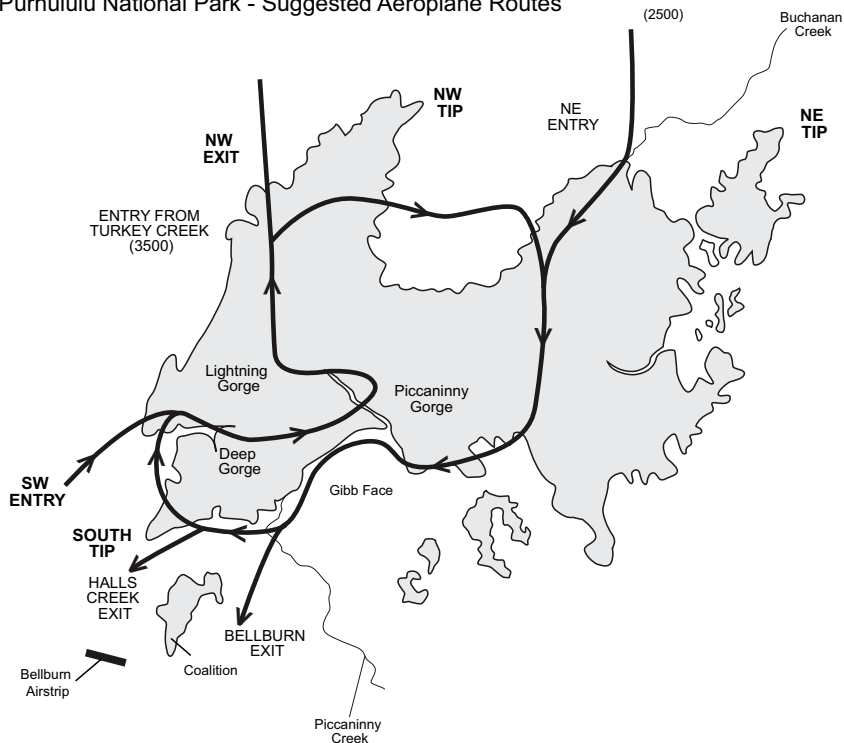 Purnululu National Park - Suggested Aeroplane Routes
(2500)
Buchanan
Creek
NW
TIP
NE
ENTRY
NE
TIP
NW
EXIT
ENTRY FROM
TURKEY CREEK
(3500)
Lightning
Gorge
Piccaninny
Gorge
Deep
Gorge
SW
ENTRY
Gibb Face
SOUTH
TIP
HALLS
CREEK
EXIT
BELLBURN
EXIT
Coalition
Bellburn
Airstrip
Piccaninny
Creek